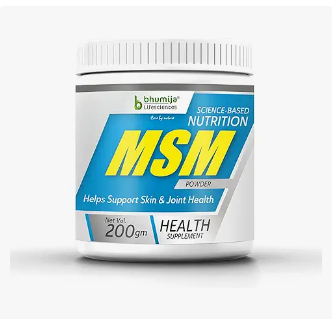 bhumija®
Lifesciences
SCIENCE-BASED
NUTRITION
MSM
POWDER
Helps Support Skin & Joint Health
Net Wt.
200gm
HEALTH
SUPPLEMENT